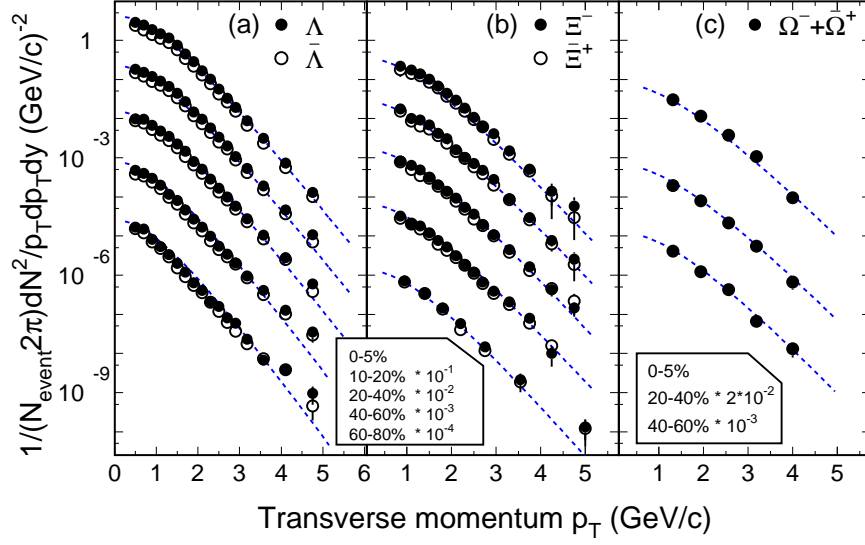 (a) Λ
Λ̄
(b) Ξ⁻
Ξ̄⁺
(c) Ω⁻+Ω̄⁺
1/(N_event 2π)dN²/p_T dp_T dy (GeV/c)⁻²
1
10⁻³
10⁻⁶
10⁻⁹
0-5%
10-20% * 10⁻¹
20-40% * 10⁻²
40-60% * 10⁻³
60-80% * 10⁻⁴
0-5%
20-40% * 2*10⁻²
40-60% * 10⁻³
0 1 2 3 4 5 6 1 2 3 4 5 1 2 3 4 5
Transverse momentum p_T (GeV/c)